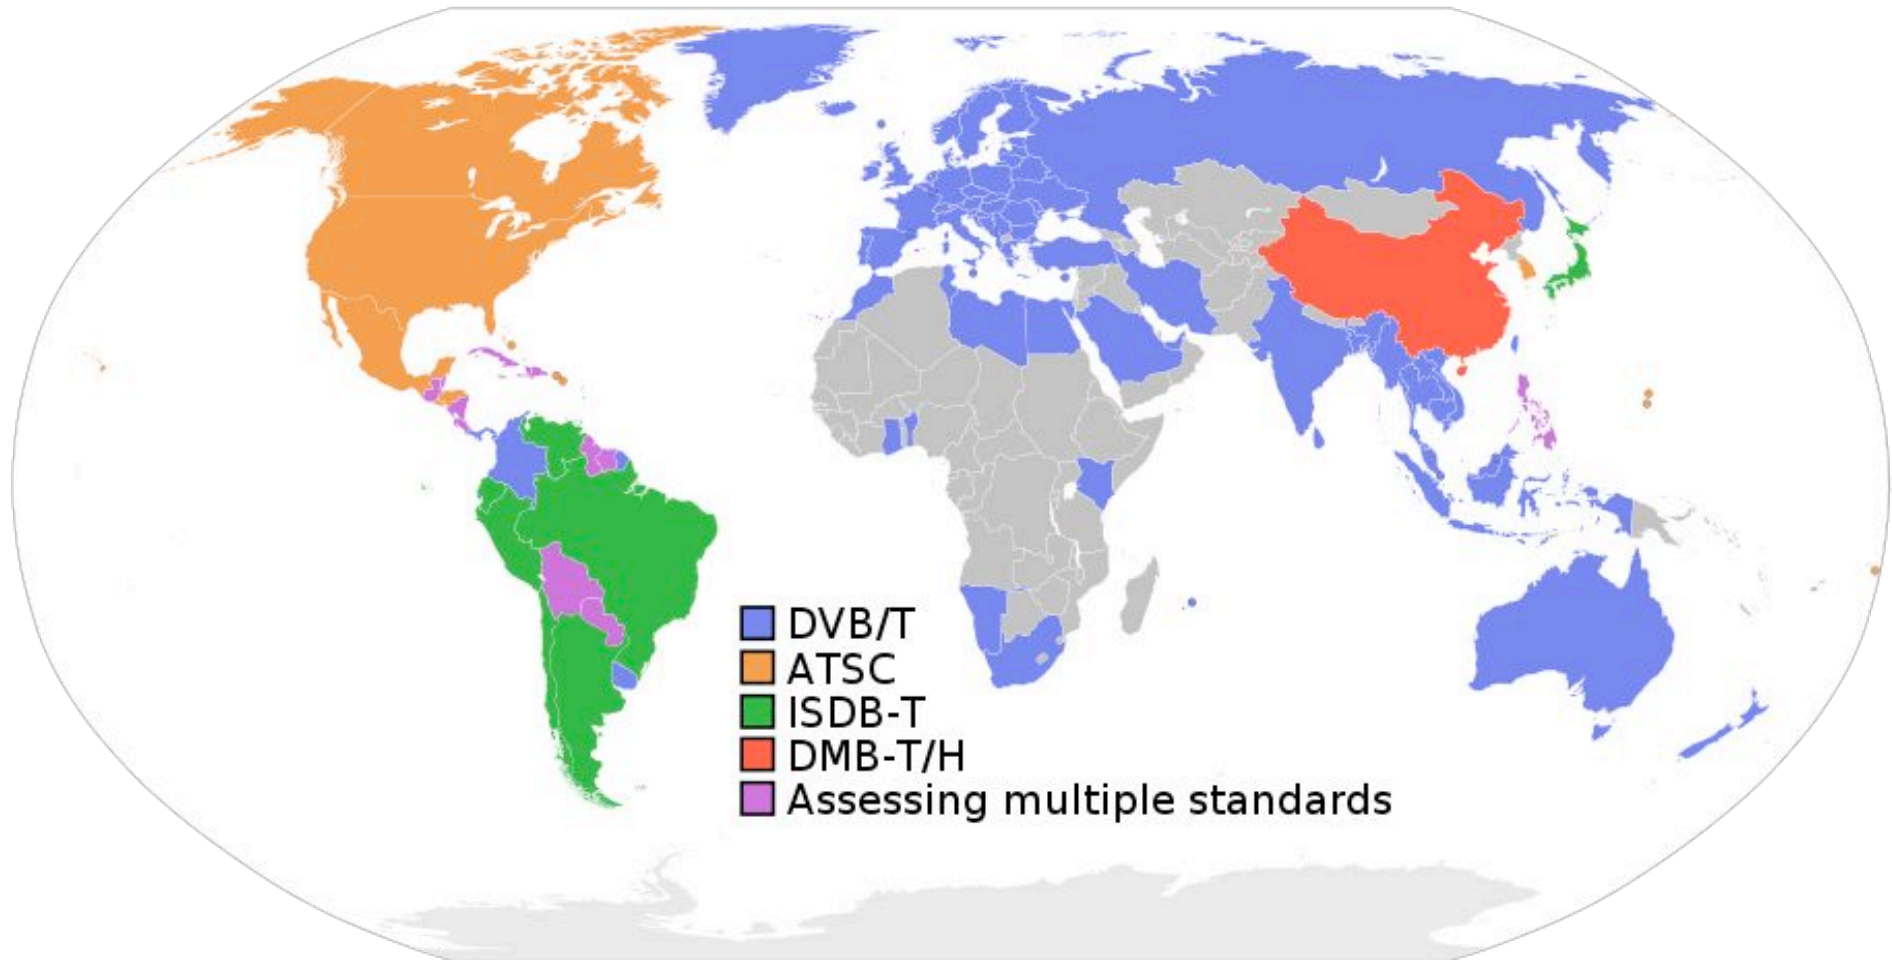 DVB/T
ATSC
ISDB-T
DMB-T/H
Assessing multiple standards